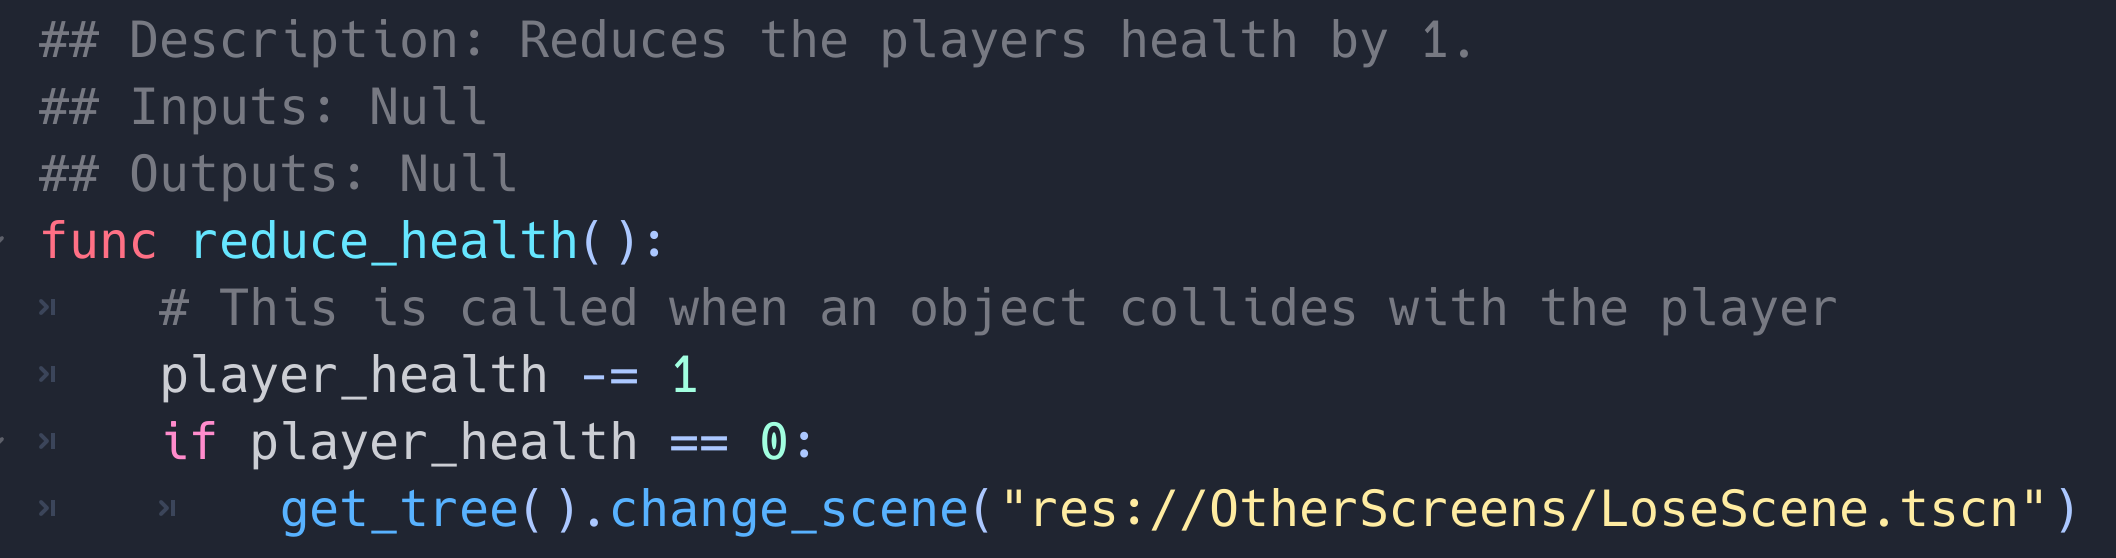 ## Description: Reduces the players health by 1.
## Inputs: Null
## Outputs: Null
func reduce_health():
    # This is called when an object collides with the player
    player_health -= 1
    if player_health == 0:
        get_tree().change_scene("res://OtherScreens/LoseScene.tscn")